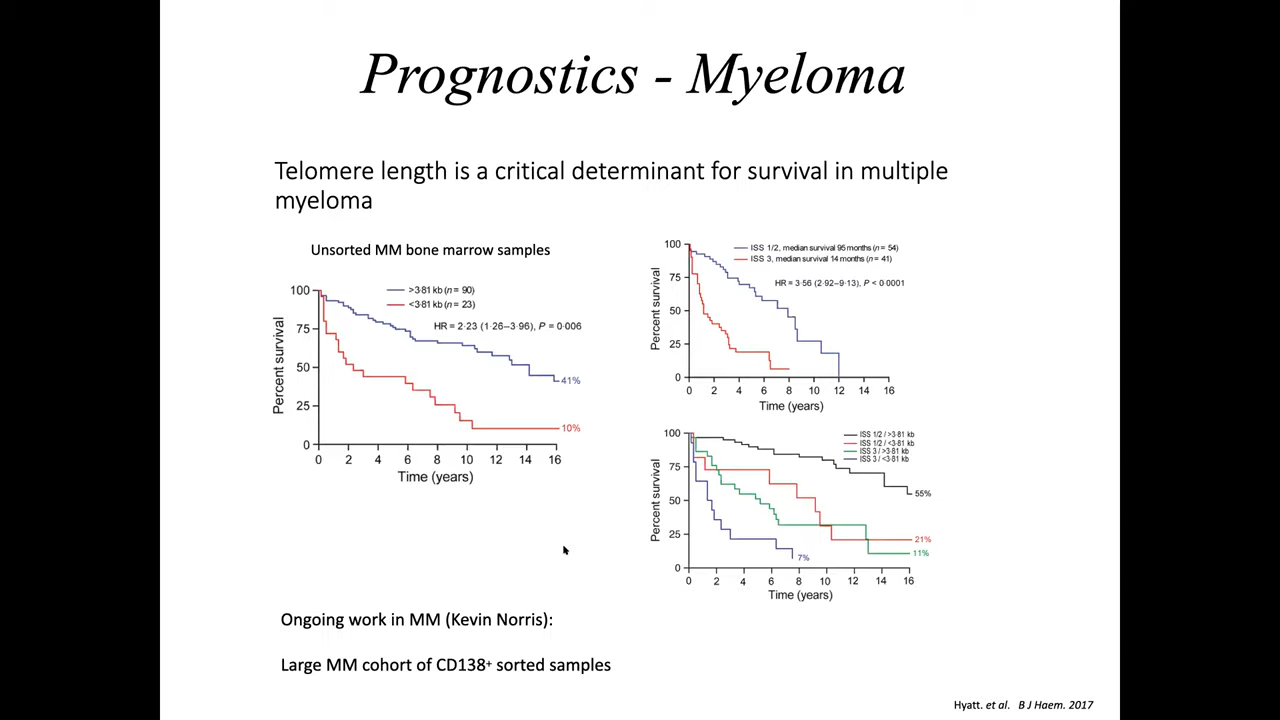 Prognostics - Myeloma
Telomere length is a critical determinant for survival in multiple
myeloma
Unsorted MM bone marrow samples
>3·81 kb (n = 90)
<3·81 kb (n = 23)
HR = 2·23 (1·26–3·96), P = 0·006
Percent survival
100
75
50
25
0
41%
10%
0 2 4 6 8 10 12 14 16
Time (years)
ISS 1/2, median survival 95 months (n = 54)
ISS 3, median survival 14 months (n = 41)
HR = 3·56 (2·92–9·13), P < 0·0001
Percent survival
100
75
50
25
0
0 2 4 6 8 10 12 14 16
Time (years)
ISS 1/2 / >3·81 kb
ISS 1/2 / <3·81 kb
ISS 3 / >3·81 kb
ISS 3 / <3·81 kb
Percent survival
100
75
50
25
0
55%
21%
11%
7%
0 2 4 6 8 10 12 14 16
Time (years)
Ongoing work in MM (Kevin Norris):
Large MM cohort of CD138⁺ sorted samples
Hyatt. et al. B J Haem. 2017